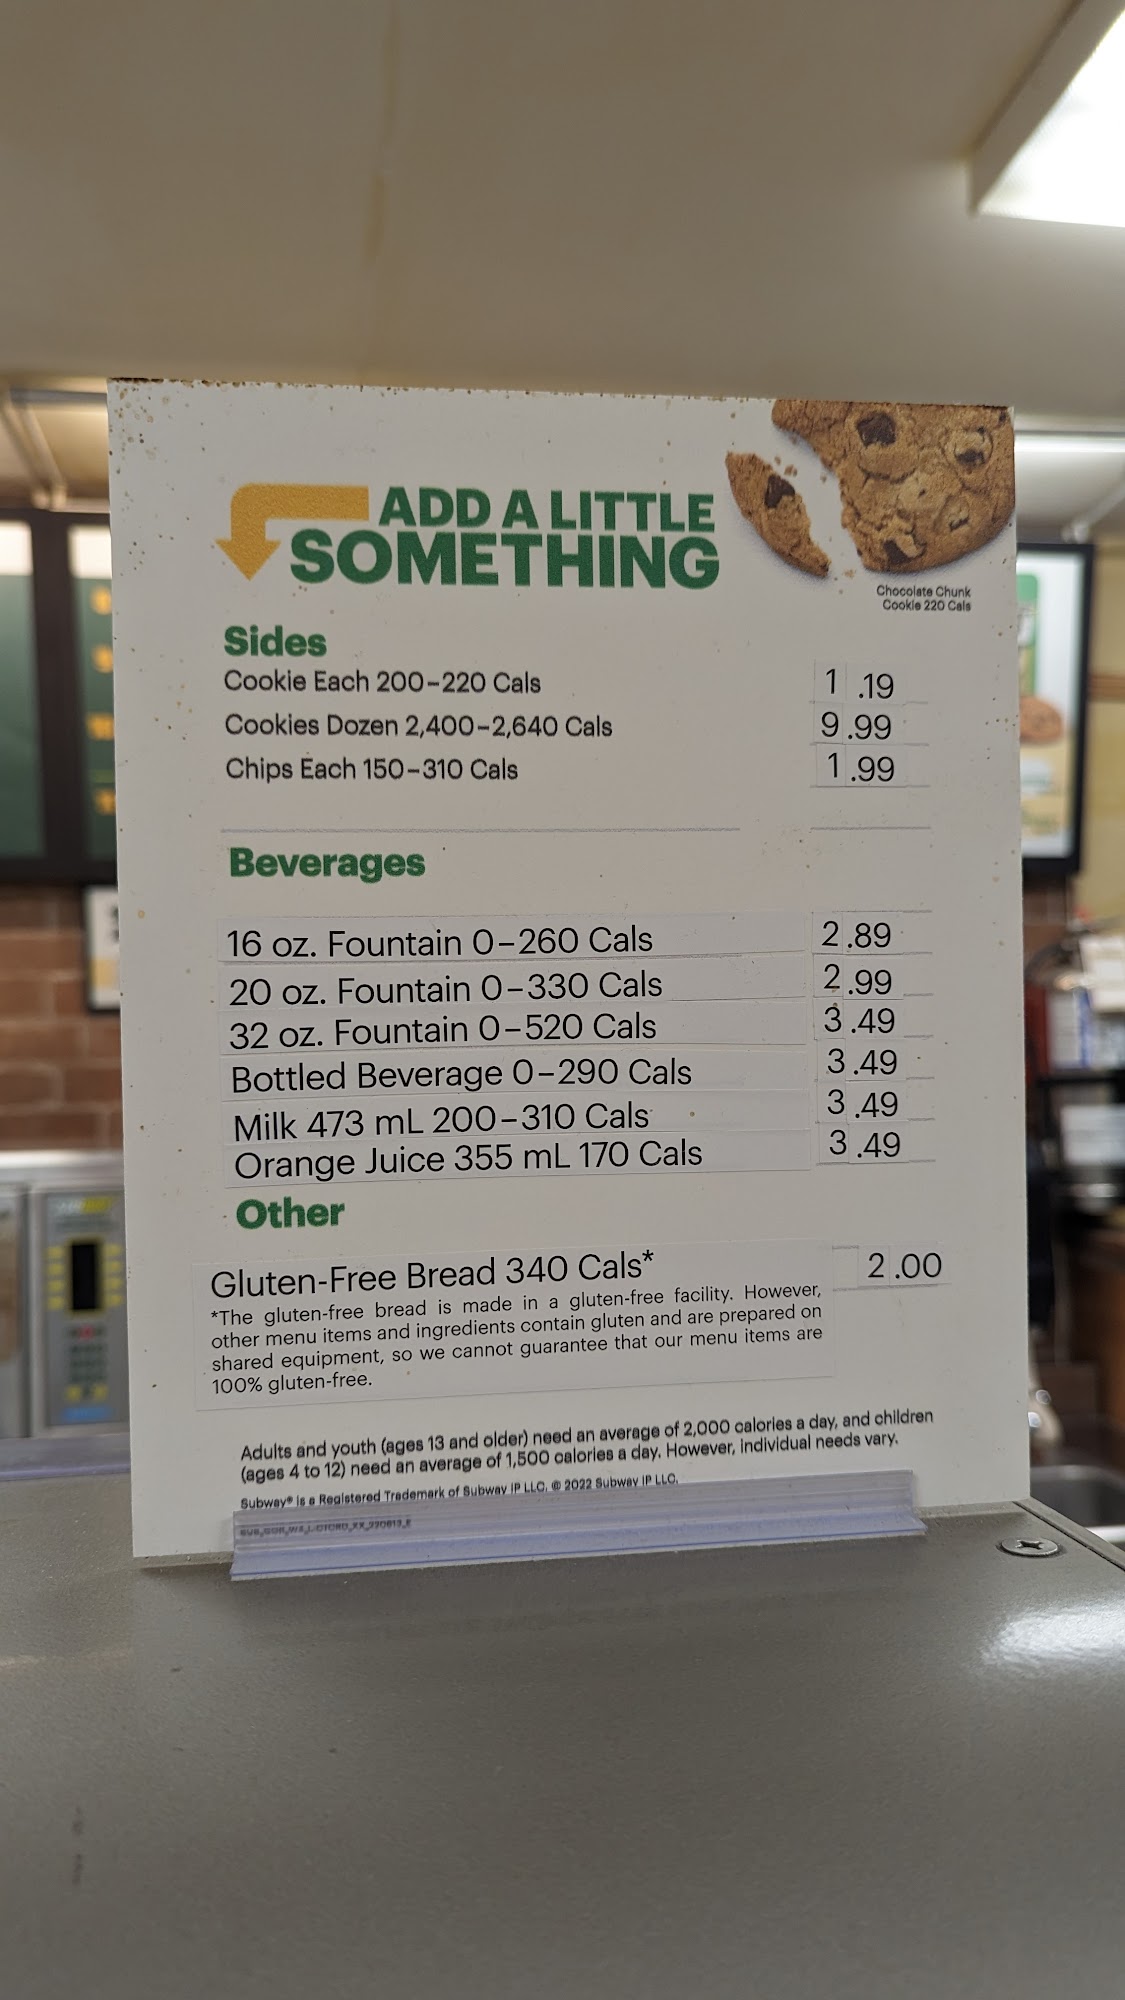 ADD A LITTLE
SOMETHING
Chocolate Chunk
Cookie 220 Cals
Sides
Cookie Each 200–220 Cals 1.19
Cookies Dozen 2,400–2,640 Cals 9.99
Chips Each 150–310 Cals 1.99
Beverages
16 oz. Fountain 0–260 Cals 2.89
20 oz. Fountain 0–330 Cals 2.99
32 oz. Fountain 0–520 Cals 3.49
Bottled Beverage 0–290 Cals 3.49
Milk 473 mL 200–310 Cals 3.49
Orange Juice 355 mL 170 Cals 3.49
Other
Gluten-Free Bread 340 Cals* 2.00
*The gluten-free bread is made in a gluten-free facility. However,
other menu items and ingredients contain gluten and are prepared on
shared equipment, so we cannot guarantee that our menu items are
100% gluten-free.
Adults and youth (ages 13 and older) need an average of 2,000 calories a day, and children
(ages 4 to 12) need an average of 1,500 calories a day. However, individual needs vary.
Subway® is a Registered Trademark of Subway IP LLC. © 2022 Subway IP LLC.